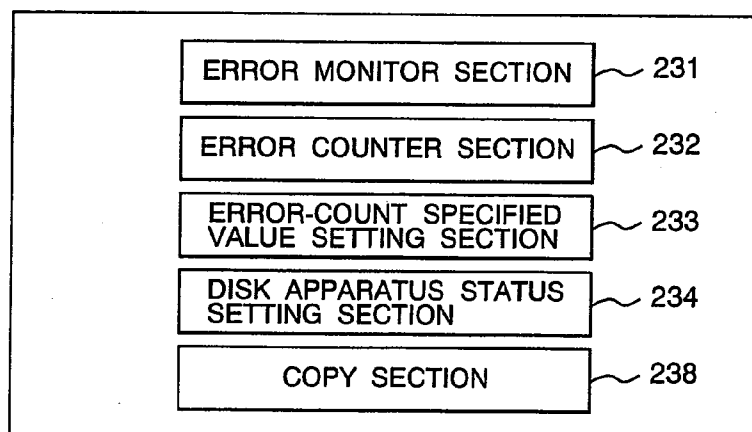 ERROR MONITOR SECTION 231
ERROR COUNTER SECTION 232
ERROR-COUNT SPECIFIED
VALUE SETTING SECTION 233
DISK APPARATUS STATUS
SETTING SECTION 234
COPY SECTION 238